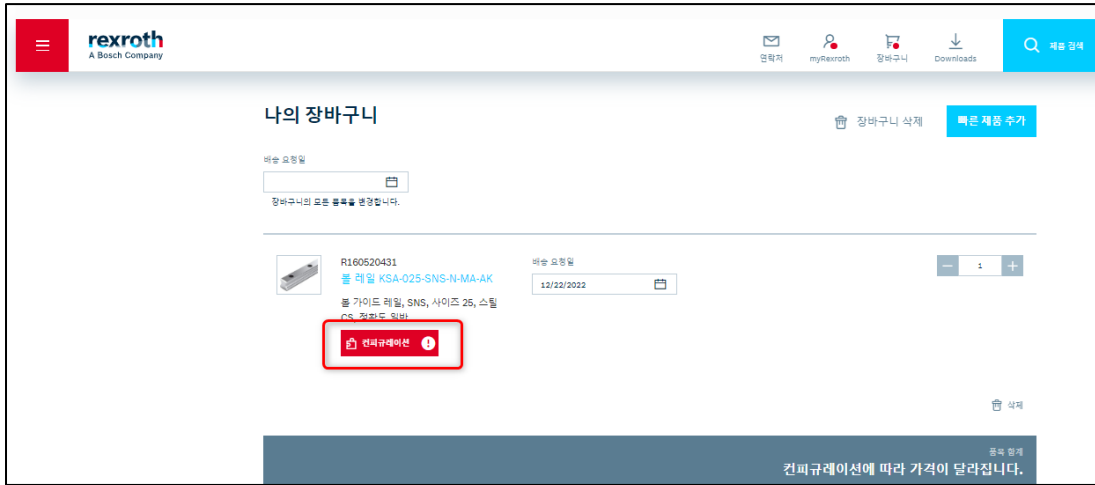 rexroth
A Bosch Company
연락처
myRexroth
장바구니
Downloads
제품 검색
나의 장바구니
장바구니 삭제
빠른 제품 추가
배송 요청일
장바구니의 모든 품목을 변경합니다.
R160520431
볼 레일 KSA-025-SNS-N-MA-AK
볼 가이드 레일, SNS, 사이즈 25, 스틸
CS, 정확도 일반
컨피규레이션
배송 요청일
12/22/2022
1
삭제
품목 합계
컨피규레이션에 따라 가격이 달라집니다.